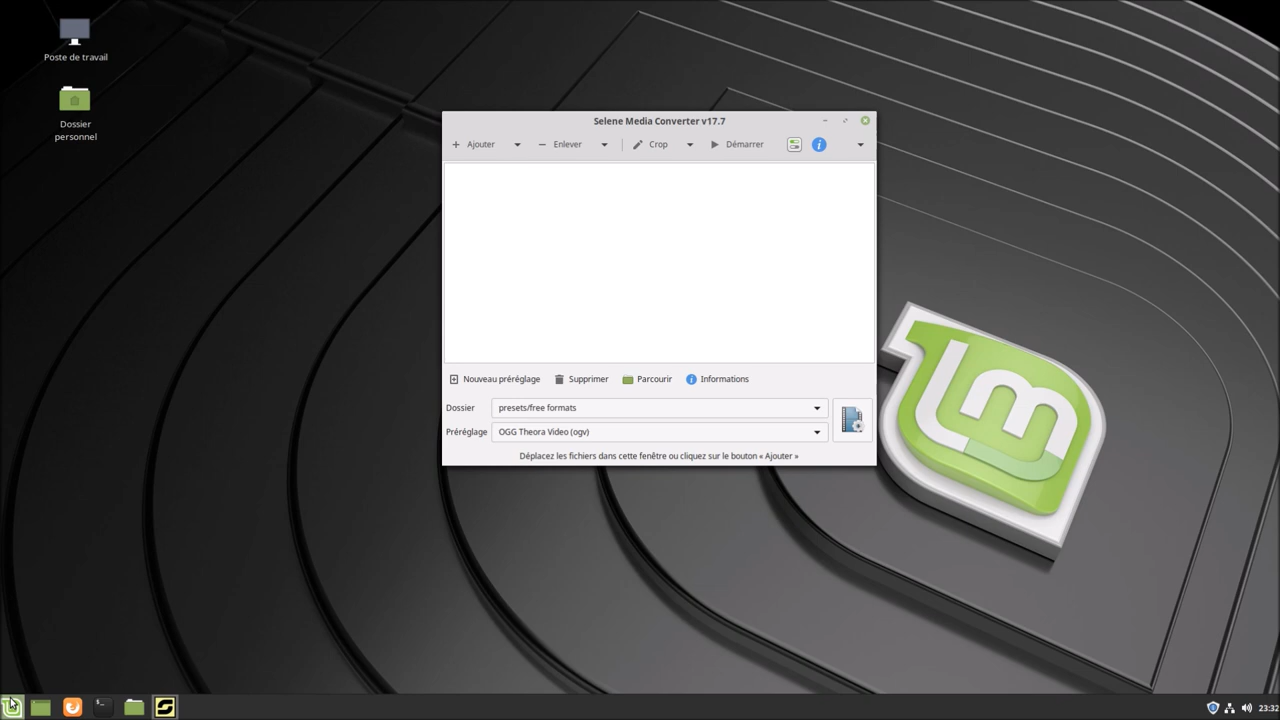 Poste de travail
Dossier
personnel
Selene Media Converter v17.7
Ajouter
Enlever
Crop
Démarrer
Nouveau préréglage
Supprimer
Parcourir
Informations
Dossier
presets/free formats
Préréglage
OGG Theora Video (ogv)
Déplacez les fichiers dans cette fenêtre ou cliquez sur le bouton « Ajouter »
23:32